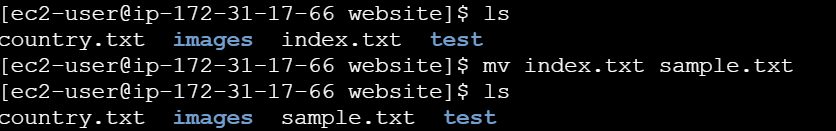 [ec2-user@ip-172-31-17-66 website]$ ls
country.txt  images  index.txt  test
[ec2-user@ip-172-31-17-66 website]$ mv index.txt sample.txt
[ec2-user@ip-172-31-17-66 website]$ ls
country.txt  images  sample.txt  test